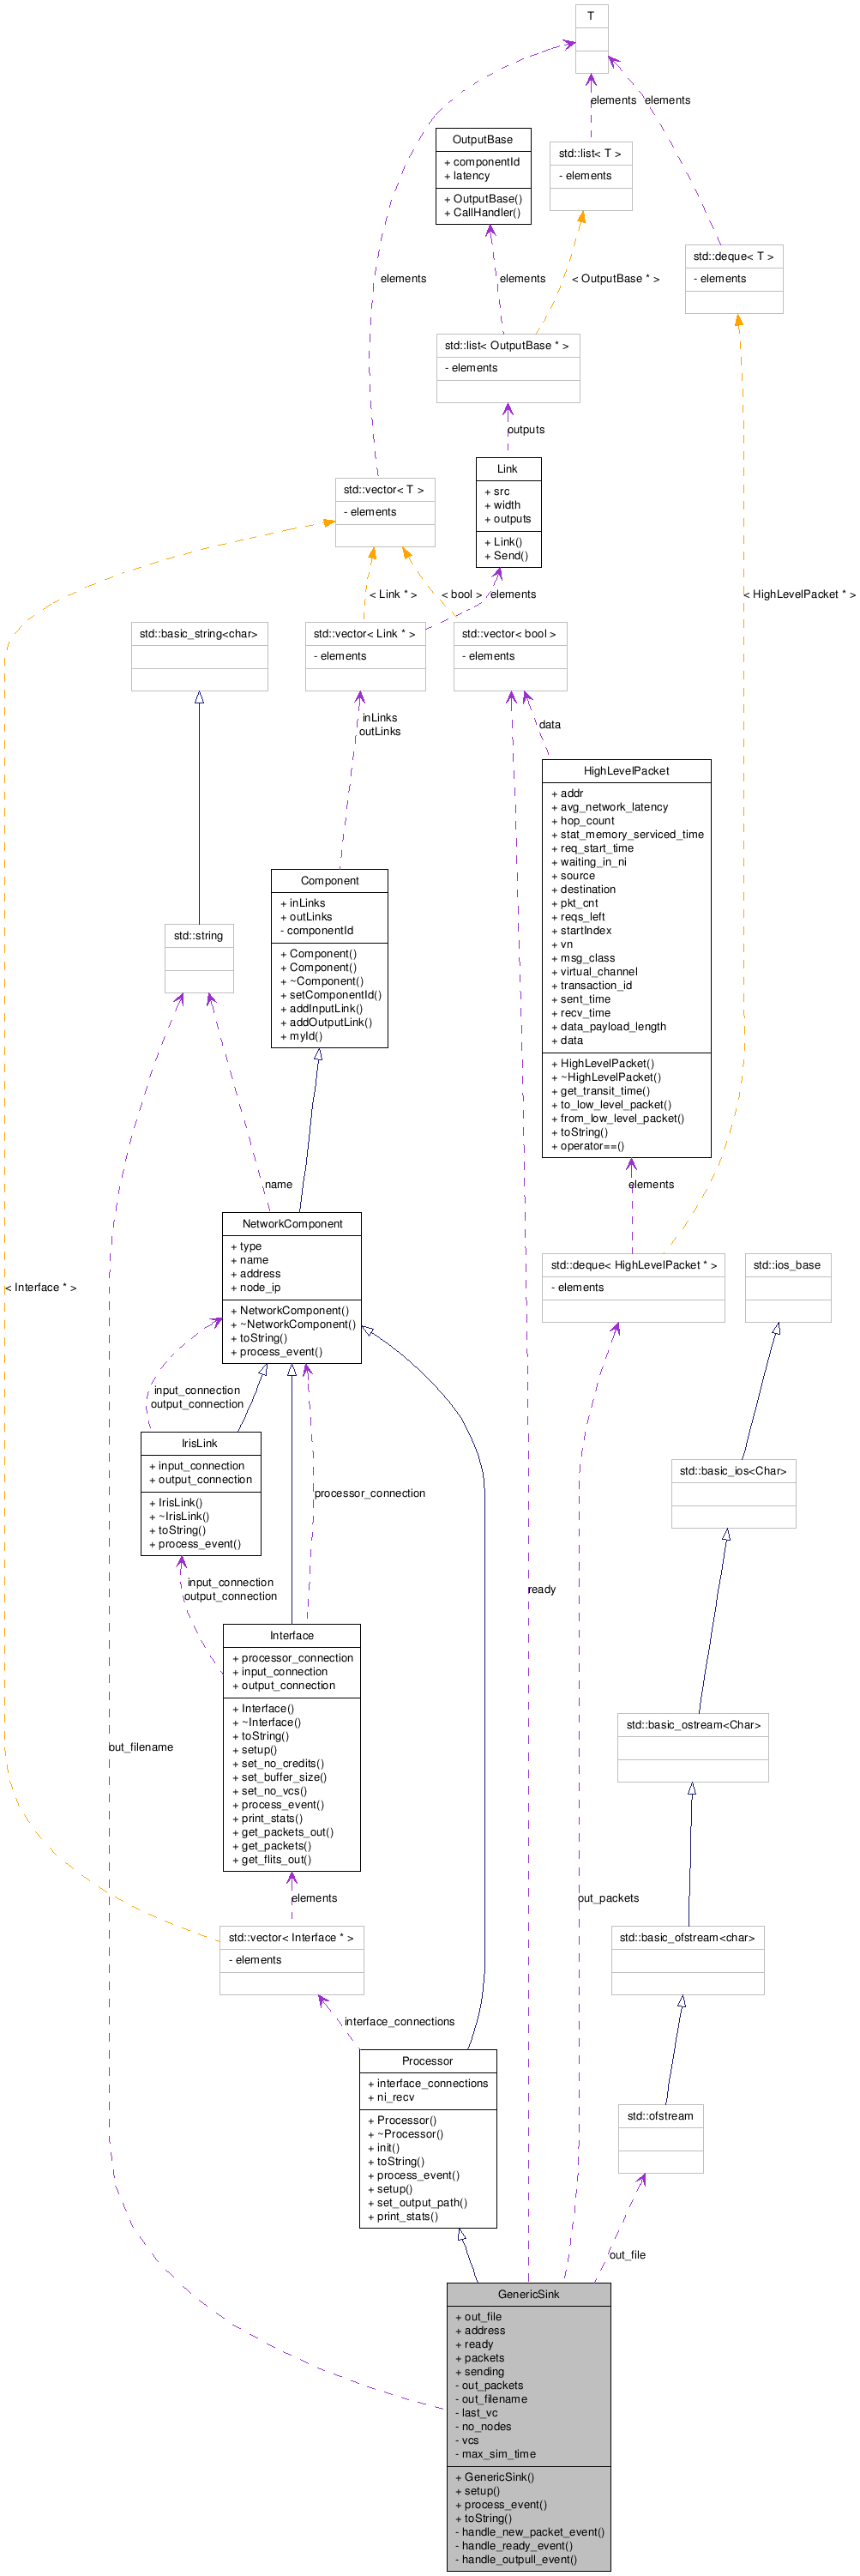 T
elements
elements
OutputBase
+ componentId
+ latency
+ OutputBase()
+ CallHandler()
std::list< T >
- elements
std::deque< T >
- elements
elements
elements
< OutputBase * >
std::list< OutputBase * >
- elements
outputs
Link
+ src
+ width
+ outputs
+ Link()
+ Send()
std::vector< T >
- elements
< Link * >
< bool >
elements
< HighLevelPacket * >
std::basic_string<char>
std::vector< Link * >
- elements
std::vector< bool >
- elements
inLinks
outLinks
data
HighLevelPacket
+ addr
+ avg_network_latency
+ hop_count
+ stat_memory_serviced_time
+ req_start_time
+ waiting_in_ni
+ source
+ destination
+ pkt_cnt
+ reqs_left
+ startIndex
+ vn
+ msg_class
+ virtual_channel
+ transaction_id
+ sent_time
+ recv_time
+ data_payload_length
+ data
+ HighLevelPacket()
+ ~HighLevelPacket()
+ get_transit_time()
+ to_low_level_packet()
+ from_low_level_packet()
+ toString()
+ operator==()
Component
+ inLinks
+ outLinks
- componentId
+ Component()
+ Component()
+ ~Component()
+ setComponentId()
+ addInputLink()
+ addOutputLink()
+ myId()
std::string
name
elements
NetworkComponent
+ type
+ name
+ address
+ node_ip
+ NetworkComponent()
+ ~NetworkComponent()
+ toString()
+ process_event()
std::deque< HighLevelPacket * >
- elements
std::ios_base
< Interface * >
input_connection
output_connection
IrisLink
+ input_connection
+ output_connection
+ IrisLink()
+ ~IrisLink()
+ toString()
+ process_event()
processor_connection
std::basic_ios<Char>
input_connection
output_connection
ready
Interface
+ processor_connection
+ input_connection
+ output_connection
+ Interface()
+ ~Interface()
+ toString()
+ setup()
+ set_no_credits()
+ set_buffer_size()
+ set_no_vcs()
+ process_event()
+ print_stats()
+ get_packets_out()
+ get_packets()
+ get_flits_out()
std::basic_ostream<Char>
out_filename
elements
out_packets
std::vector< Interface * >
- elements
std::basic_ofstream<char>
interface_connections
Processor
+ interface_connections
+ ni_recv
+ Processor()
+ ~Processor()
+ init()
+ toString()
+ process_event()
+ setup()
+ set_output_path()
+ print_stats()
std::ofstream
out_file
GenericSink
+ out_file
+ address
+ ready
+ packets
+ sending
- out_packets
- out_filename
- last_vc
- no_nodes
- vcs
- max_sim_time
+ GenericSink()
+ setup()
+ process_event()
+ toString()
- handle_new_packet_event()
- handle_ready_event()
- handle_outpull_event()